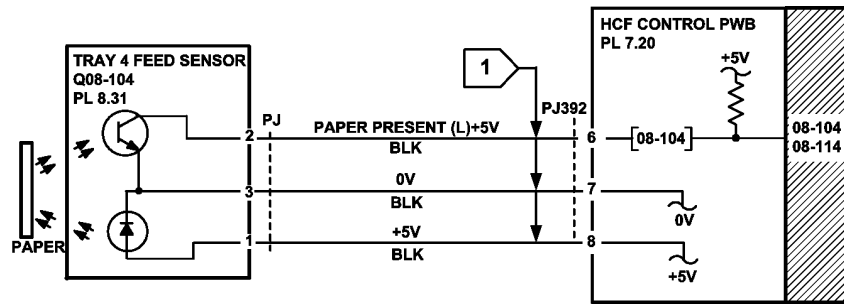 TRAY 4 FEED SENSOR
Q08-104
PL 8.31
PAPER
PJ
2
3
1
PAPER PRESENT (L)+5V
BLK
0V
BLK
+5V
BLK
1
PJ392
6
7
8
HCF CONTROL PWB
PL 7.20
+5V
08-104
0V
+5V
08-104
08-114